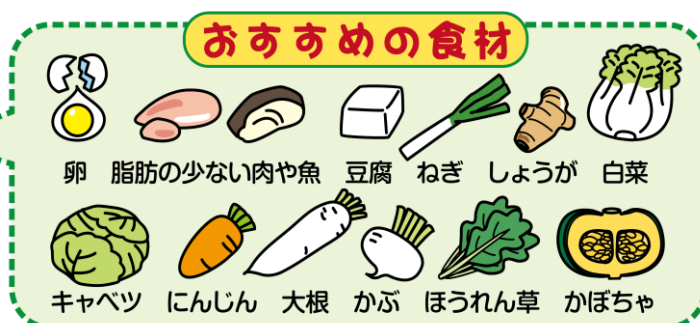 おすすめの食材
卵 脂肪の少ない肉や魚 豆腐 ねぎ しょうが 白菜
キャベツ にんじん 大根 かぶ ほうれん草 かぼちゃ